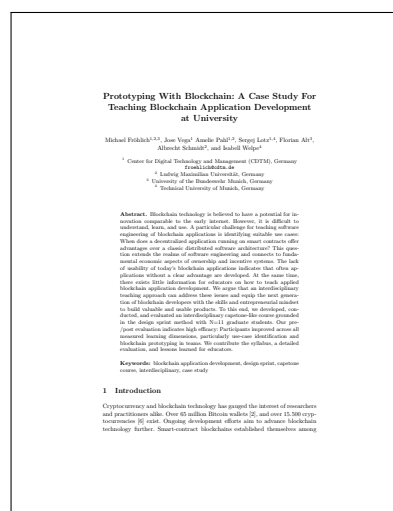 Prototyping With Blockchain: A Case Study For
Teaching Blockchain Application Development
at University
Michael Fröhlich1,2,3, Jose Vega1 Amelie Pahl1,2, Sergej Lotz1,4, Florian Alt3,
Albrecht Schmidt2, and Isabell Welpe4
1 Center for Digital Technology and Management (CDTM), Germany
froehlich@cdtm.de
2 Ludwig Maximilian Universität, Germany
3 University of the Bundeswehr Munich, Germany
4 Technical University of Munich, Germany
Abstract. Blockchain technology is believed to have a potential for in-
novation comparable to the early internet. However, it is difficult to
understand, learn, and use. A particular challenge for teaching software
engineering of blockchain applications is identifying suitable use cases:
When does a decentralized application running on smart contracts offer
advantages over a classic distributed software architecture? This ques-
tion extends the realms of software engineering and connects to funda-
mental economic aspects of ownership and incentive systems. The lack
of usability of today's blockchain applications indicates that often ap-
plications without a clear advantage are developed. At the same time,
there exists little information for educators on how to teach applied
blockchain application development. We argue that an interdisciplinary
teaching approach can address these issues and equip the next genera-
tion of blockchain developers with the skills and entrepreneurial mindset
to build valuable and usable products. To this end, we developed, con-
ducted, and evaluated an interdisciplinary capstone-like course grounded
in the design sprint method with N=11 graduate students. Our pre-
/post evaluation indicates high efficacy: Participants improved across all
measured learning dimensions, particularly use-case identification and
blockchain prototyping in teams. We contribute the syllabus, a detailed
evaluation, and lessons learned for educators.
Keywords: blockchain application development, design sprint, capstone
course, interdisciplinary, case study
1 Introduction
Cryptocurrency and blockchain technology has gauged the interest of researchers
and practitioners alike. Over 65 million Bitcoin wallets [2], and over 15.500 cryp-
tocurrencies [6] exist. Ongoing development efforts aim to advance blockchain
technology further. Smart-contract blockchains established themselves among